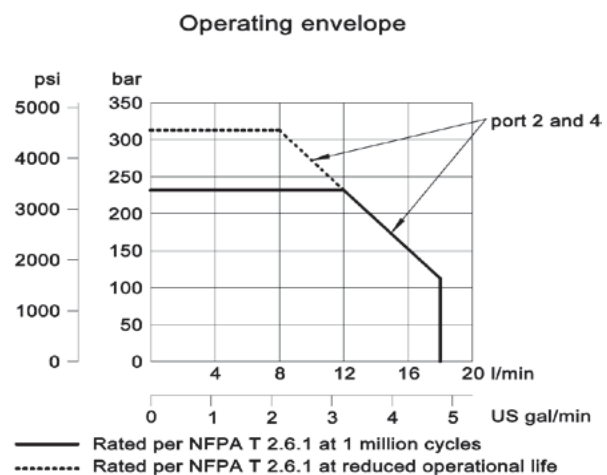 Operating envelope
psi
bar
5000
4000
3000
2000
1000
0
350
300
250
200
150
100
50
0
port 2 and 4
4 8 12 16 20 l/min
0 1 2 3 4 5 US gal/min
Rated per NFPA T 2.6.1 at 1 million cycles
Rated per NFPA T 2.6.1 at reduced operational life